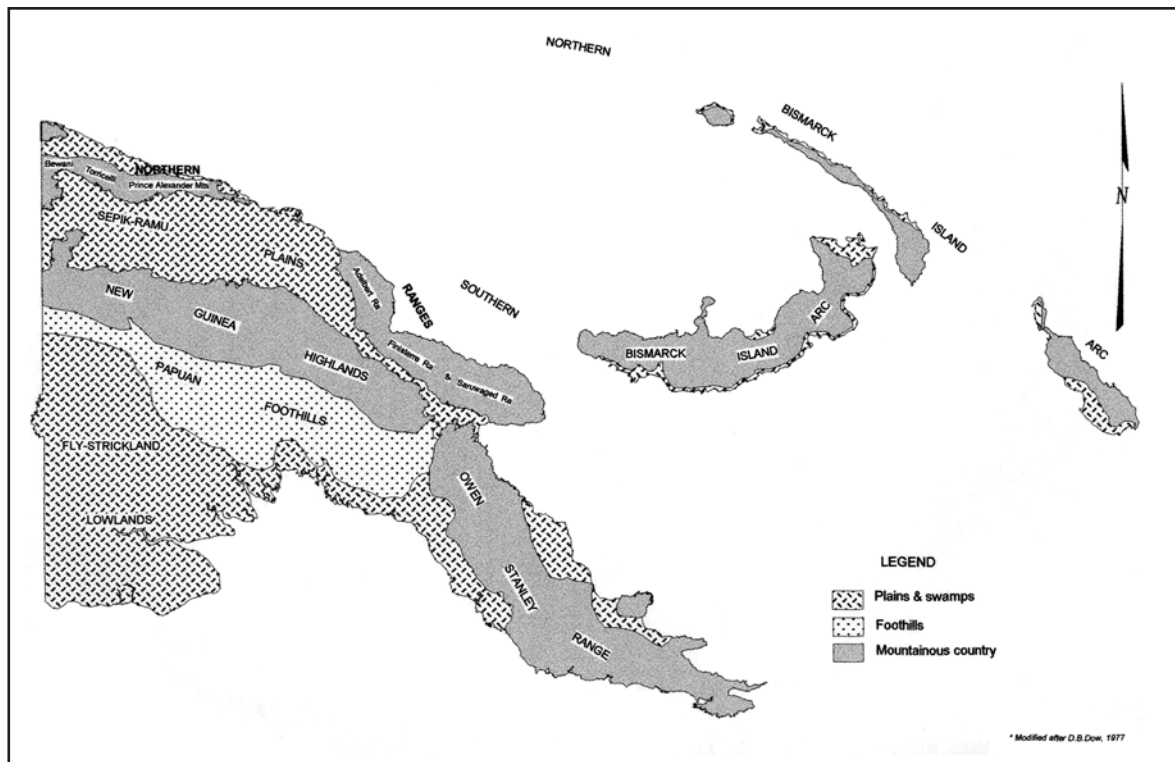 NORTHERN
BISMARCK
ISLAND
ARC
Bewani
Torricelli
NORTHERN
Prince Alexander Mts
SEPIK-RAMU
PLAINS
Adelbert Ra
RANGES
SOUTHERN
NEW
GUINEA
HIGHLANDS
Finisterre Ra & Saruwaged Ra
BISMARCK
ISLAND
ARC
PAPUAN
FOOTHILLS
FLY-STRICKLAND
LOWLANDS
OWEN
STANLEY
RANGE
N
LEGEND
Plains & swamps
Foothills
Mountainous country
* Modified after D.B.Dow, 1977